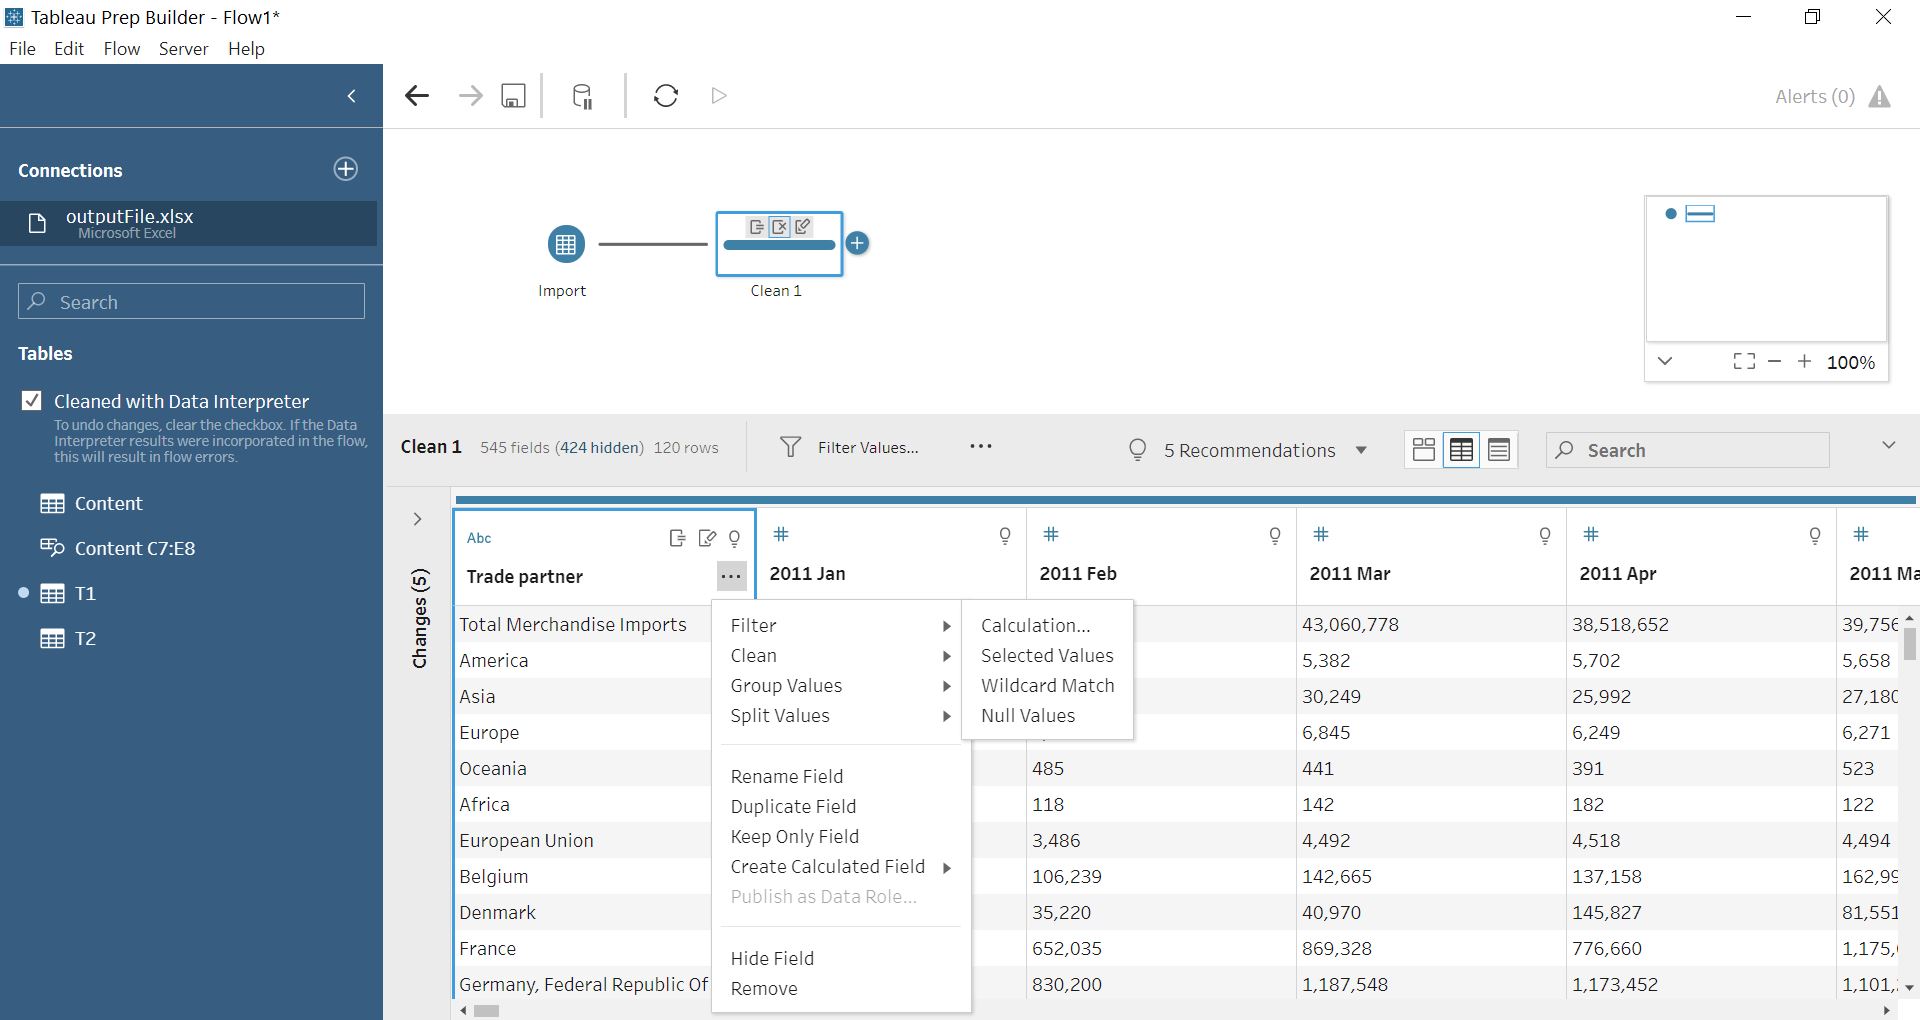 Tableau Prep Builder - Flow1*
File Edit Flow Server Help
Alerts (0)
Connections
outputFile.xlsx
Microsoft Excel
Search
Tables
Cleaned with Data Interpreter
To undo changes, clear the checkbox. If the Data
Interpreter results were incorporated in the flow,
this will result in flow errors.
Content
Content C7:E8
T1
T2
Import
Clean 1
100%
Clean 1 545 fields (424 hidden) 120 rows
Filter Values...
5 Recommendations
Search
Changes (5)
Abc # # # # #
Trade partner 2011 Jan 2011 Feb 2011 Mar 2011 Apr 2011 Ma
Total Merchandise Imports 43,060,778 38,518,652 39,756
America 5,382 5,702 5,658
Asia 30,249 25,992 27,180
Europe 6,845 6,249 6,271
Oceania 485 441 391 523
Africa 118 142 182 122
European Union 3,486 4,492 4,518 4,494
Belgium 106,239 142,665 137,158 162,99
Denmark 35,220 40,970 145,827 81,551
France 652,035 869,328 776,660 1,175,
Germany, Federal Republic Of 830,200 1,187,548 1,173,452 1,101,
Filter
Clean
Group Values
Split Values
Rename Field
Duplicate Field
Keep Only Field
Create Calculated Field
Publish as Data Role...
Hide Field
Remove
Calculation...
Selected Values
Wildcard Match
Null Values